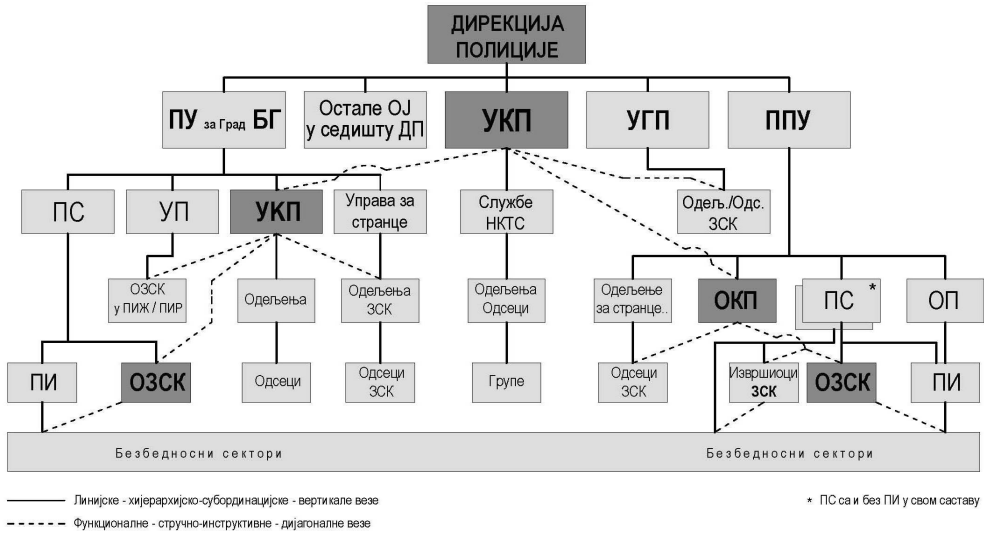 ДИРЕКЦИЈА
ПОЛИЦИЈЕ
ПУ за Град БГ
Остале ОЈ
у седишту ДП
УКП
УГП
ППУ
ПС
УП
УКП
Управа за
странце
Службе
НКТС
Одељ./Одс.
ЗСК
ОЗСК
у ПИЖ / ПИР
Одељења
Одељења
ЗСК
Одељења
Одсеци
Одељење
за странце..
ОКП
ПС *
ОП
ПИ
ОЗСК
Одсеци
Одсеци
ЗСК
Групе
Одсеци
ЗСК
Извршиоци
ЗСК
ОЗСК
ПИ
Безбедносни сектори
Безбедносни сектори
Линијске - хијерархијско-субординацијске - вертикале везе
* ПС са и без ПИ у свом саставу
Функционалне - стручно-инструктивне - дијагоналне везе